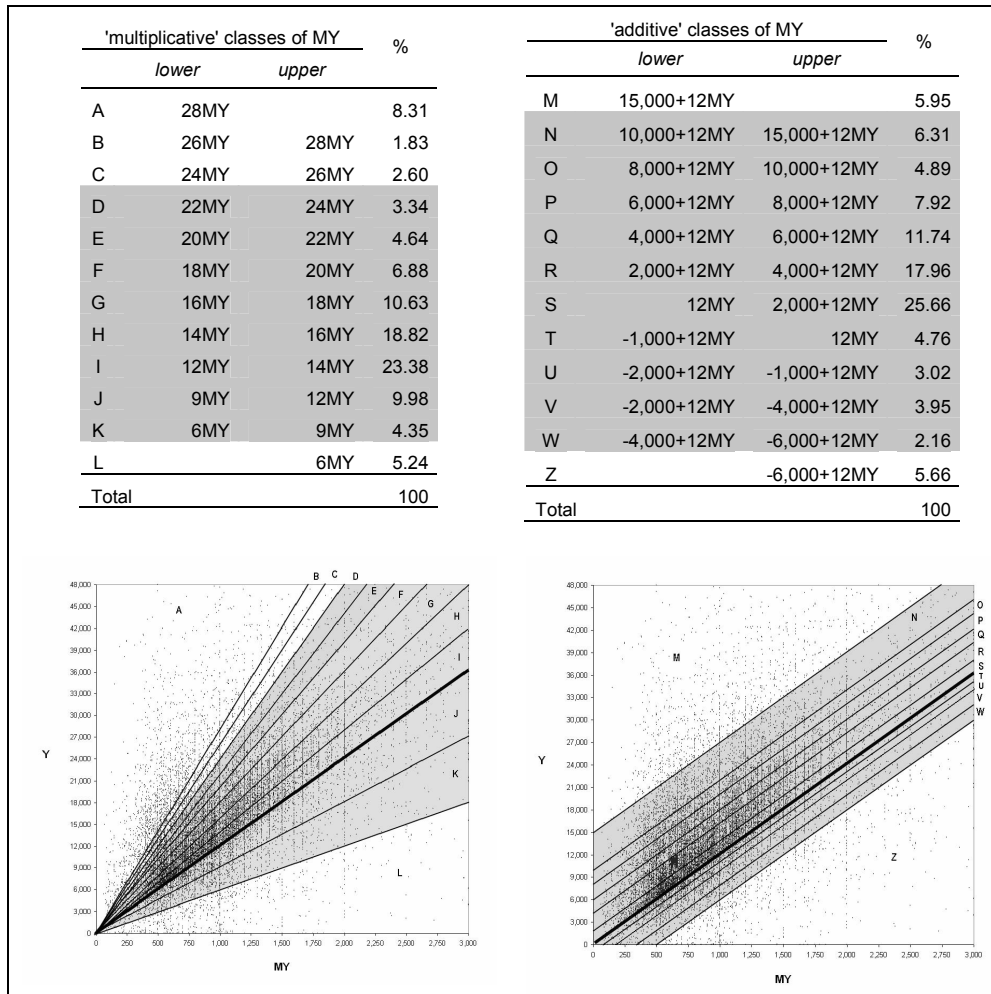 'multiplicative' classes of MY %
lower upper
A 28MY 8.31
B 26MY 28MY 1.83
C 24MY 26MY 2.60
D 22MY 24MY 3.34
E 20MY 22MY 4.64
F 18MY 20MY 6.88
G 16MY 18MY 10.63
H 14MY 16MY 18.82
I 12MY 14MY 23.38
J 9MY 12MY 9.98
K 6MY 9MY 4.35
L 6MY 5.24
Total 100
'additive' classes of MY %
lower upper
M 15,000+12MY 5.95
N 10,000+12MY 15,000+12MY 6.31
O 8,000+12MY 10,000+12MY 4.89
P 6,000+12MY 8,000+12MY 7.92
Q 4,000+12MY 6,000+12MY 11.74
R 2,000+12MY 4,000+12MY 17.96
S 12MY 2,000+12MY 25.66
T -1,000+12MY 12MY 4.76
U -2,000+12MY -1,000+12MY 3.02
V -2,000+12MY -4,000+12MY 3.95
W -4,000+12MY -6,000+12MY 2.16
Z -6,000+12MY 5.66
Total 100
B C D
48,000
45,000 A E F
42,000 G
39,000 H
36,000 I
33,000
30,000
27,000 J
24,000
Y
21,000 K
18,000
15,000
12,000
9,000 L
6,000
3,000
0
0 250 500 750 1,000 1,250 1,500 1,750 2,000 2,250 2,500 2,750 3,000
MY
48,000
45,000 N O
42,000 P
39,000 M Q
36,000 R
33,000 S
30,000 T
27,000 U
24,000 V
Y W
21,000
18,000
15,000
12,000 Z
9,000
6,000
3,000
0
0 250 500 750 1,000 1,250 1,500 1,750 2,000 2,250 2,500 2,750 3,000
MY